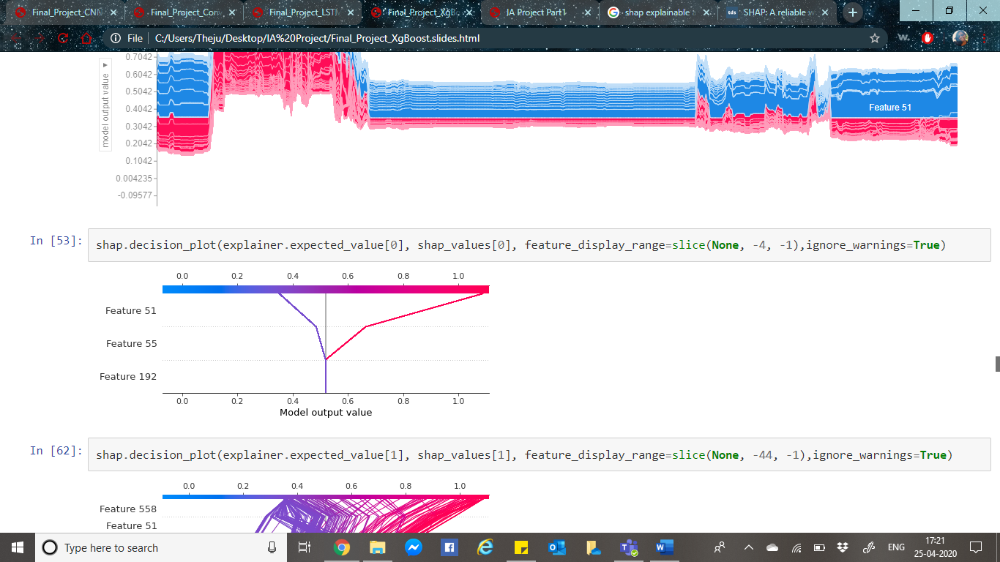 Final_Project_CNN
Final_Project_Con
Final_Project_LSTM
Final_Project_XgB
IA Project Part1
shap explainable
tds SHAP: A reliable
File C:/Users/Theju/Desktop/IA%20Project/Final_Project_XgBoost.slides.html
w.
model output value
0.7042
0.6042
0.5042
0.4042
0.3042
0.2042
0.1042
0.004235
-0.09577
Feature 51
In [53]:
shap.decision_plot(explainer.expected_value[0], shap_values[0], feature_display_range=slice(None, -4, -1),ignore_warnings=True)
0.0 0.2 0.4 0.6 0.8 1.0
Feature 51
Feature 55
Feature 192
0.0 0.2 0.4 0.6 0.8 1.0
Model output value
In [62]:
shap.decision_plot(explainer.expected_value[1], shap_values[1], feature_display_range=slice(None, -44, -1),ignore_warnings=True)
0.0 0.2 0.4 0.6 0.8 1.0
Feature 558
Feature 51
Type here to search
ENG
17:21
25-04-2020